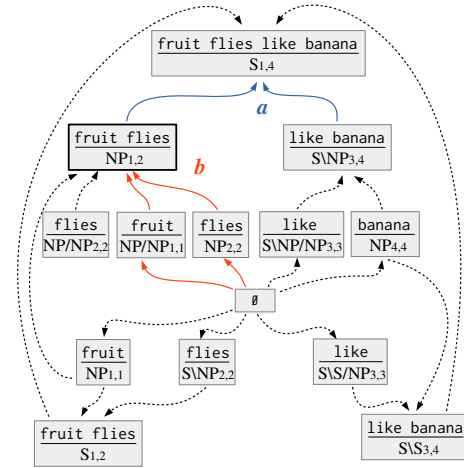 fruit flies like banana
S1,4
a
fruit flies
NP1,2
b
like banana
S\NP3,4
flies
NP/NP2,2
fruit
NP/NP1,1
flies
NP2,2
like
S\NP/NP3,3
banana
NP4,4
ø
fruit
NP1,1
flies
S\NP2,2
like
S\S/NP3,3
fruit flies
S1,2
like banana
S\S3,4